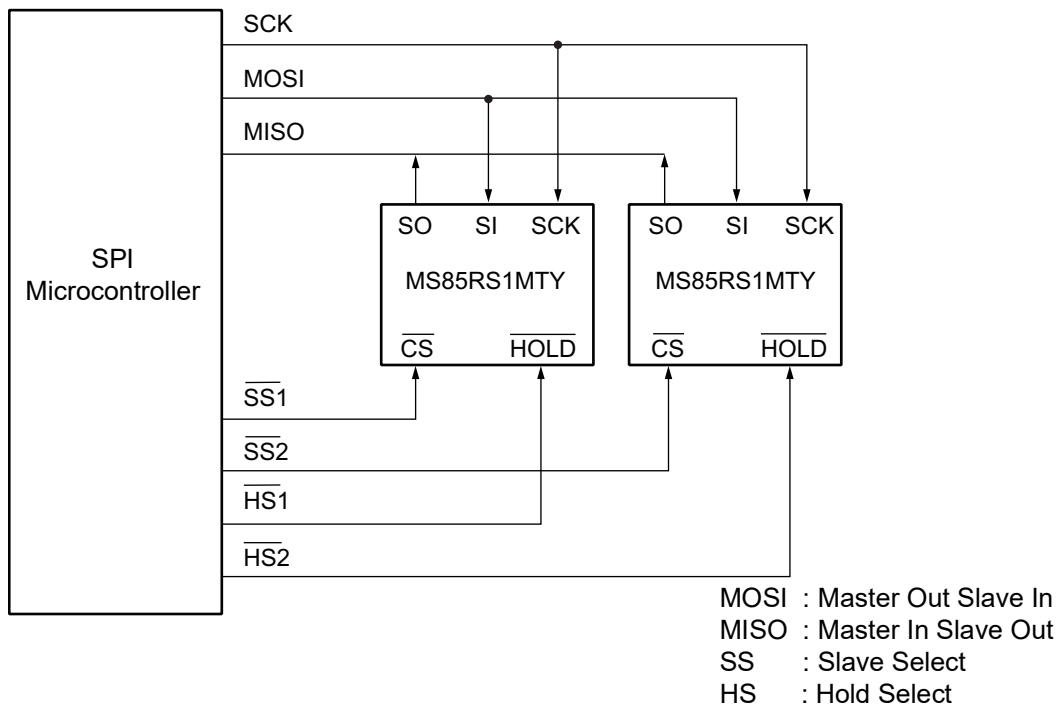 SCK
MOSI
MISO
SPI
Microcontroller
SO SI SCK
MS85RS1MTY
CS HOLD
SO SI SCK
MS85RS1MTY
CS HOLD
SS1
SS2
HS1
HS2
MOSI : Master Out Slave In
MISO : Master In Slave Out
SS : Slave Select
HS : Hold Select